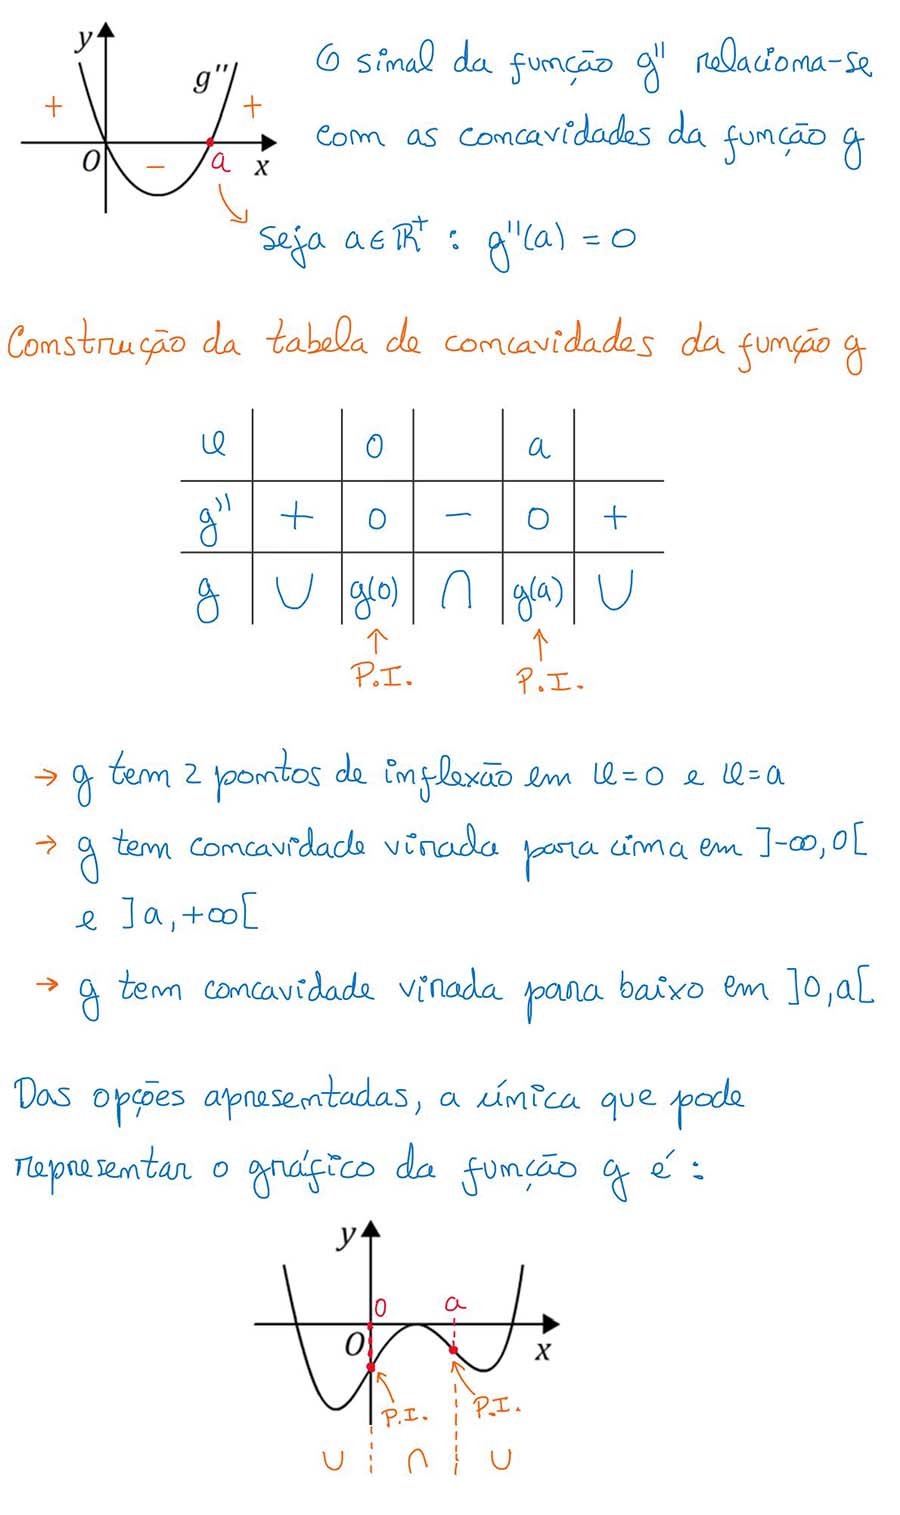 y
g''
+
+
O
−
a
x
O sinal da função g'' relaciona-se
com as concavidades da função g
Seja a∈ℝ⁺ : g''(a) = 0
Construção da tabela de concavidades da função g
x 0 a
g'' + 0 − 0 +
g ∪ g(0) ∩ g(a) ∪
↑ ↑
P.I. P.I.
→ g tem 2 pontos de inflexão em x=0 e x=a
→ g tem concavidade virada para cima em ]-∞,0[
e ]a,+∞[
→ g tem concavidade virada para baixo em ]0,a[
Das opções apresentadas, a única que pode
representar o gráfico da função g é:
y
0 a
O x
P.I. P.I.
∪ ∩ ∪